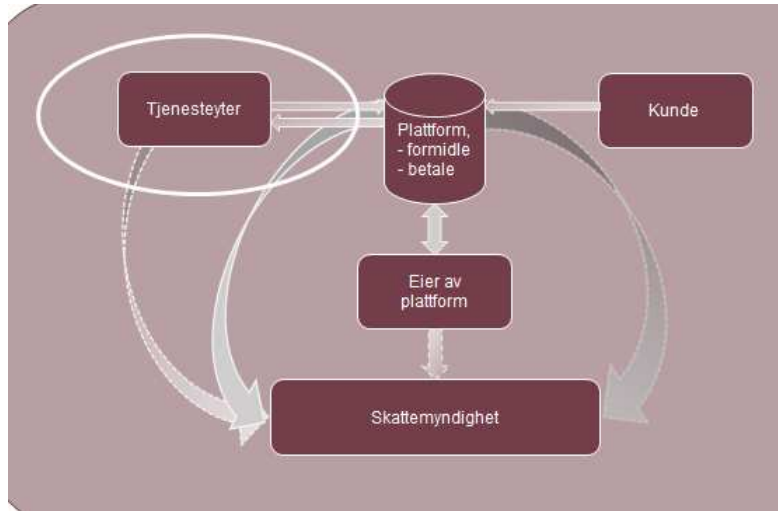 Tjenesteyter
Plattform,
- formidle
- betale
Kunde
Eier av
plattform
Skattemyndighet